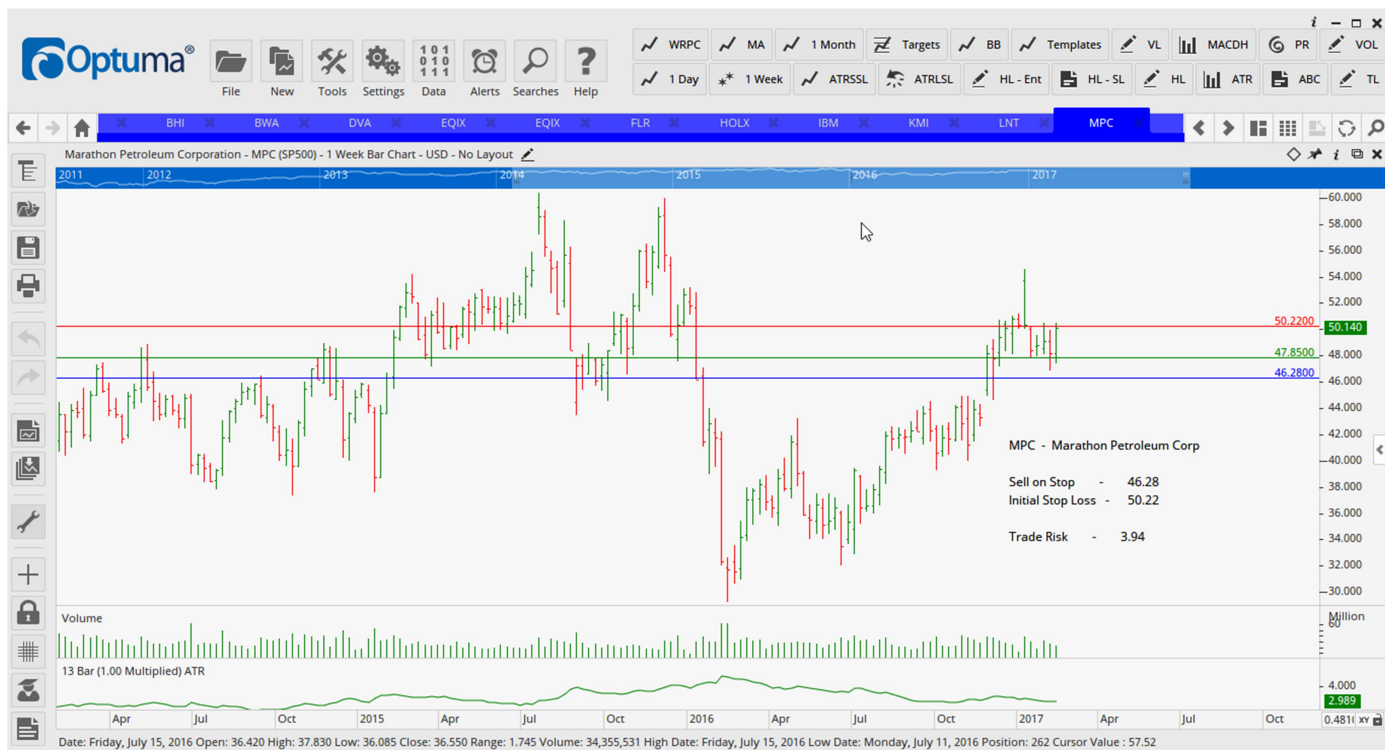 i
Optuma®
File New Tools Settings Data Alerts Searches Help
101
010
111
WRPC MA 1 Month Targets BB Templates VL MACDH PR VOL
1 Day 1 Week ATRSSL ATRLSL HL - Ent HL - SL HL ATR ABC TL
BHI BWA DVA EQIX EQIX FLR HOLX IBM KMI LNT MPC
Marathon Petroleum Corporation - MPC (SP500) - 1 Week Bar Chart - USD - No Layout
i
2011 2012 2013 2014 2015 2016 2017
60.000
58.000
56.000
54.000
52.000
50.2200
50.140
47.8500
48.000
46.2800
46.000
44.000
42.000
40.000
38.000
36.000
34.000
32.000
30.000
MPC - Marathon Petroleum Corp
Sell on Stop - 46.28
Initial Stop Loss - 50.22
Trade Risk - 3.94
Volume
Million
60
13 Bar (1.00 Multiplied) ATR
4.000
2.989
Apr Jul Oct 2015 Apr Jul Oct 2016 Apr Jul Oct 2017 Apr Jul Oct
XY
Date: Friday, July 15, 2016 Open: 36.420 High: 37.830 Low: 36.085 Close: 36.550 Range: 1.745 Volume: 34,355,531 High Date: Friday, July 15, 2016 Low Date: Monday, July 11, 2016 Position: 262 Cursor Value : 57.52